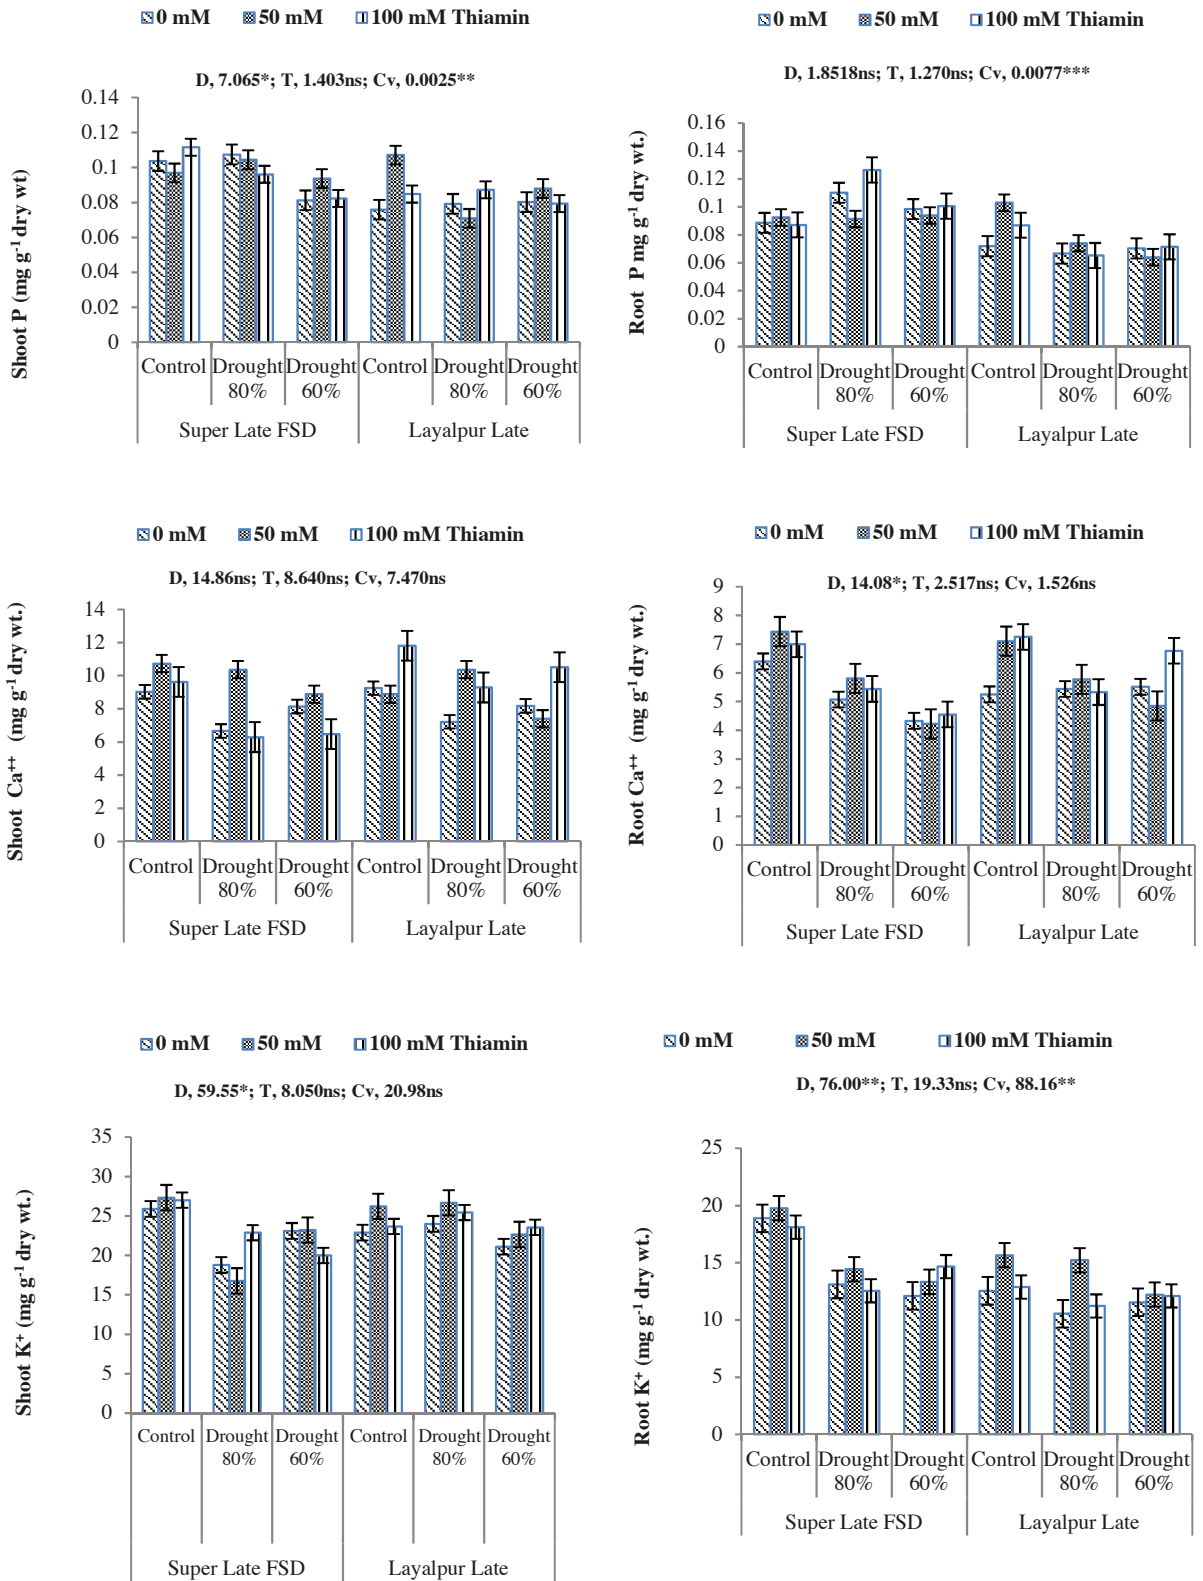 0 mM 50 mM 100 mM Thiamin
D, 7.065*; T, 1.403ns; Cv, 0.0025**
Shoot P (mg g-1 dry wt)
0.14
0.12
0.1
0.08
0.06
0.04
0.02
0
Control Drought 80% Drought 60% Control Drought 80% Drought 60%
Super Late FSD Layalpur Late
0 mM 50 mM 100 mM Thiamin
D, 1.8518ns; T, 1.270ns; Cv, 0.0077***
Root P mg g-1 dry wt.)
0.16
0.14
0.12
0.1
0.08
0.06
0.04
0.02
0
Control Drought 80% Drought 60% Control Drought 80% Drought 60%
Super Late FSD Layalpur Late
0 mM 50 mM 100 mM Thiamin
D, 14.86ns; T, 8.640ns; Cv, 7.470ns
Shoot Ca++ (mg g-1 dry wt.)
14
12
10
8
6
4
2
0
Control Drought 80% Drought 60% Control Drought 80% Drought 60%
Super Late FSD Layalpur Late
0 mM 50 mM 100 mM Thiamin
D, 14.08*; T, 2.517ns; Cv, 1.526ns
Root Ca++ (mg g-1 dry wt.)
9
8
7
6
5
4
3
2
1
0
Control Drought 80% Drought 60% Control Drought 80% Drought 60%
Super Late FSD Layalpur Late
0 mM 50 mM 100 mM Thiamin
D, 59.55*; T, 8.050ns; Cv, 20.98ns
Shoot K+ (mg g-1 dry wt.)
35
30
25
20
15
10
5
0
Control Drought 80% Drought 60% Control Drought 80% Drought 60%
Super Late FSD Layalpur Late
0 mM 50 mM 100 mM Thiamin
D, 76.00**; T, 19.33ns; Cv, 88.16**
Root K+ (mg g-1 dry wt.)
25
20
15
10
5
0
Control Drought 80% Drought 60% Control Drought 80% Drought 60%
Super Late FSD Layalpur Late